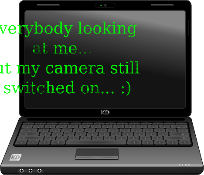 verybody looking
at me...
ut my camera still
switched on... :)